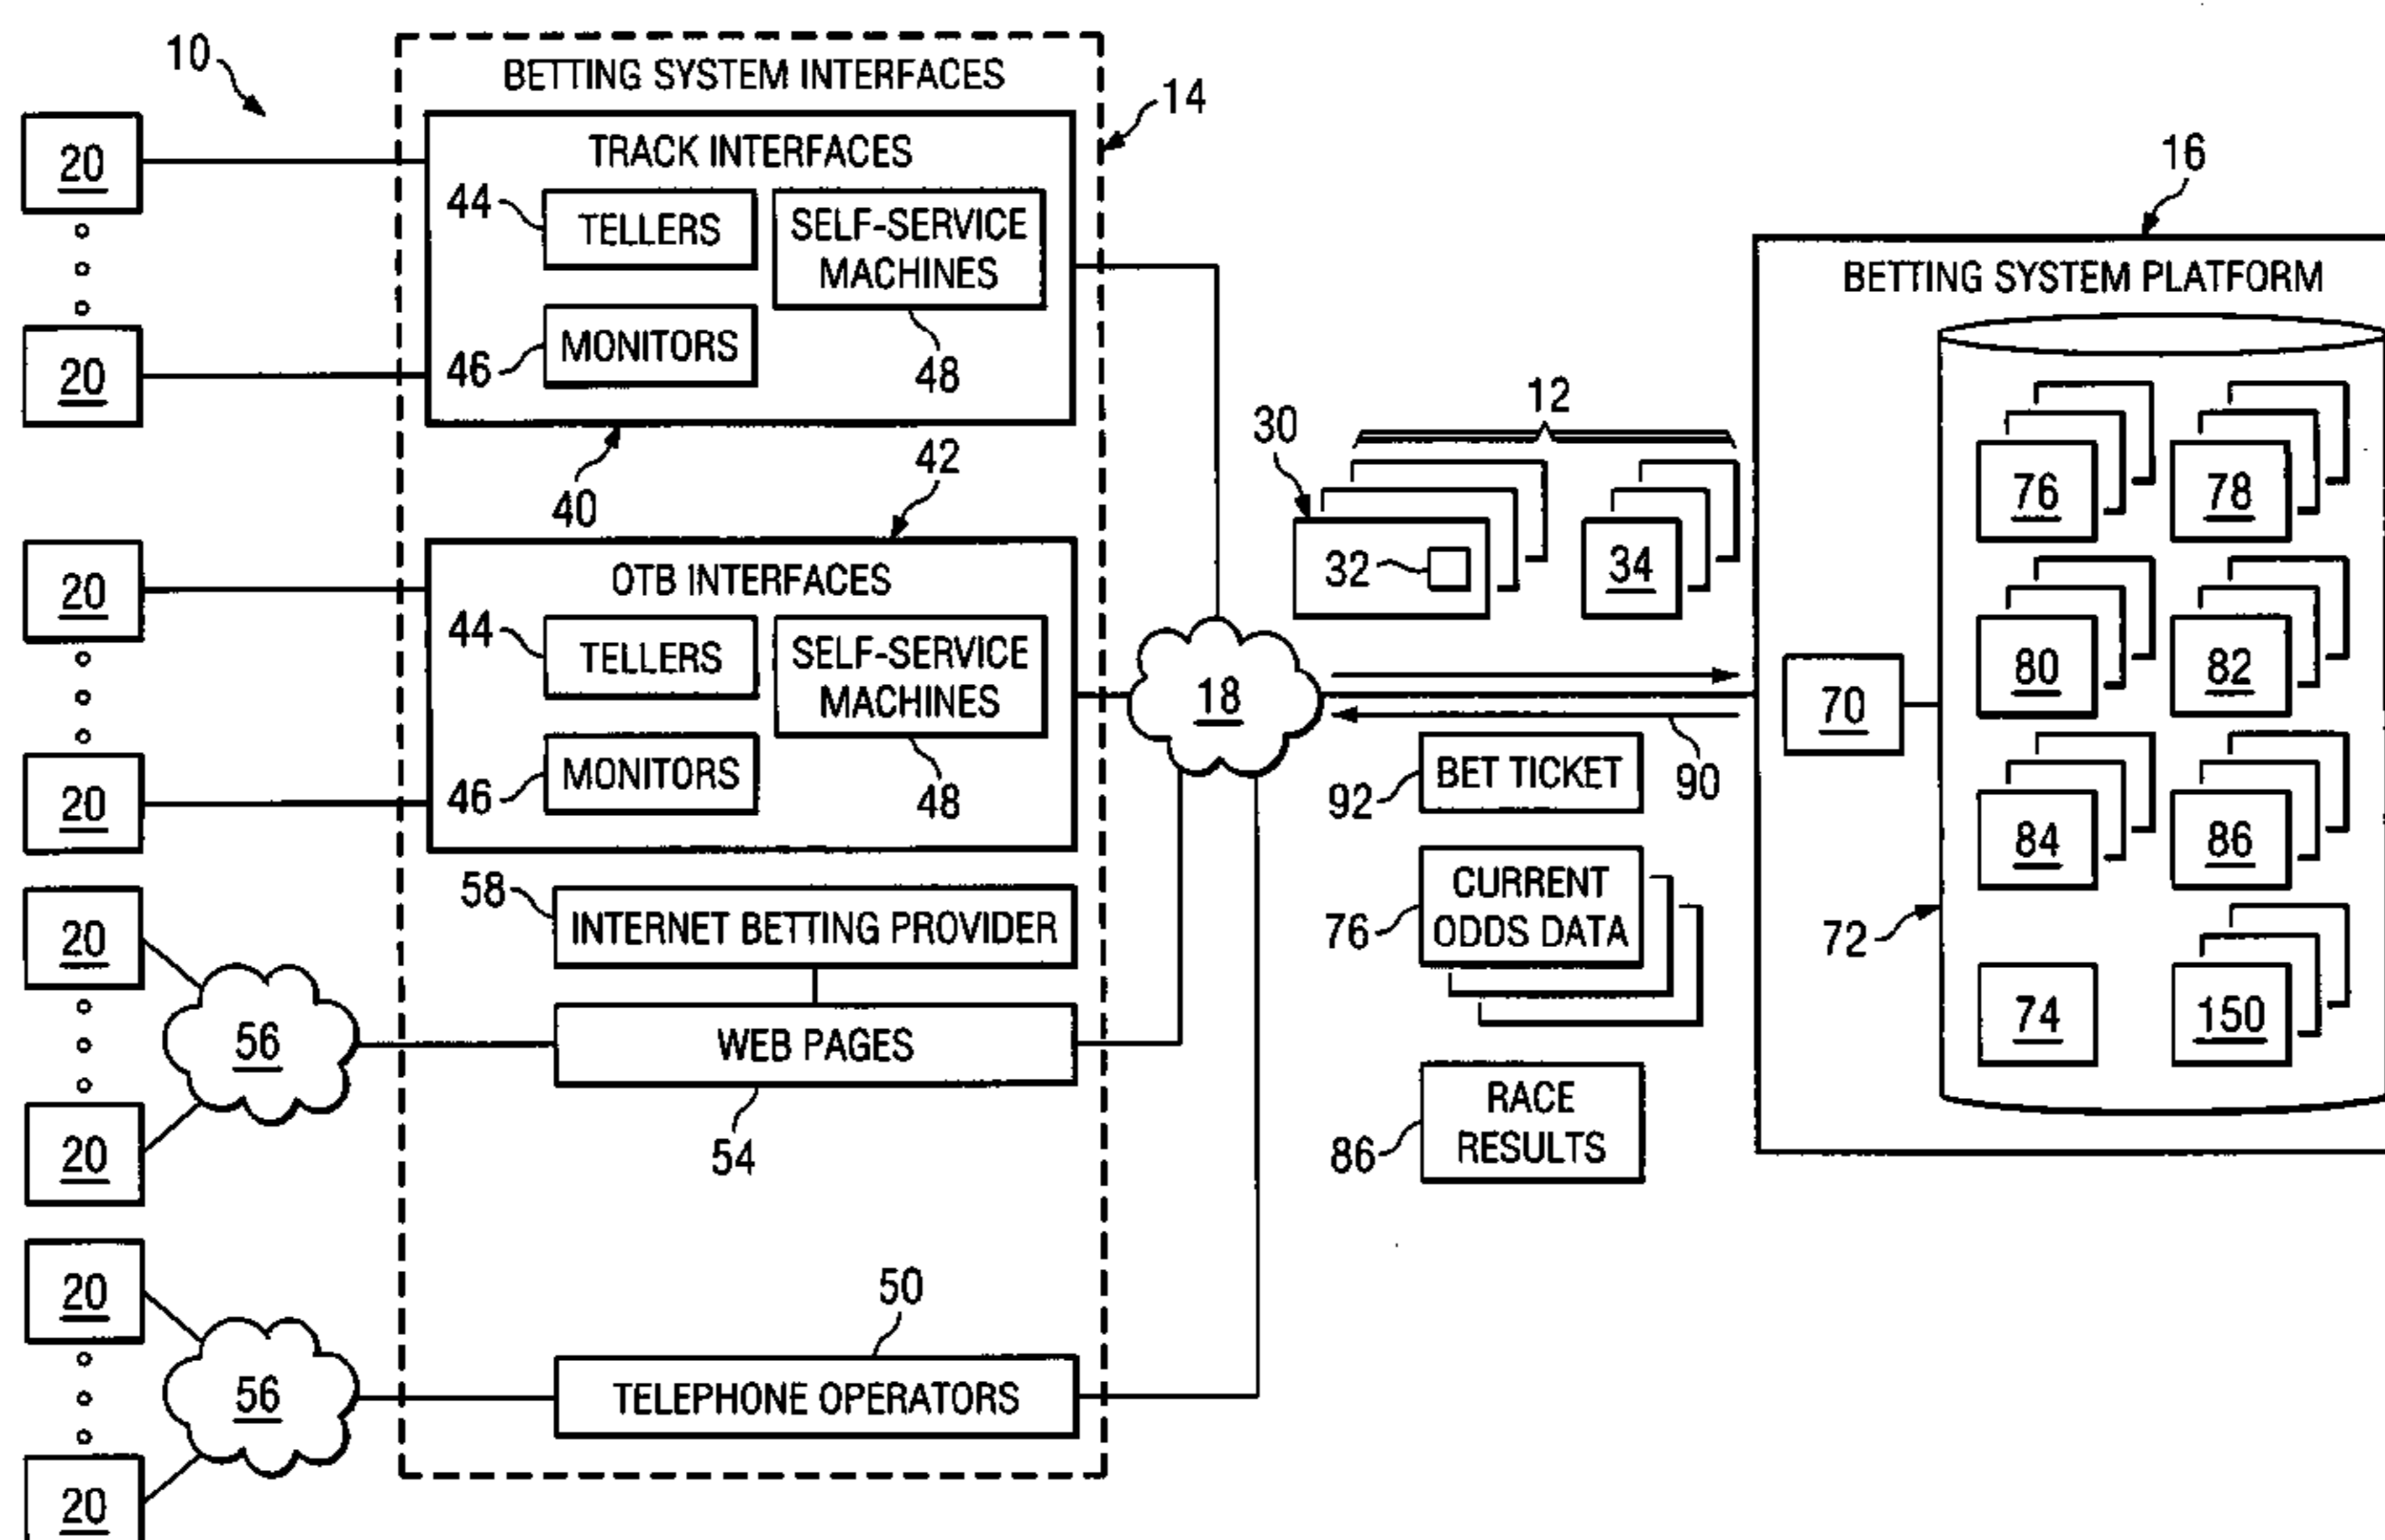 10
BETTING SYSTEM INTERFACES
14
20
TRACK INTERFACES
44
TELLERS
SELF-SERVICE
MACHINES
20
46
MONITORS
48
40
42
20
OTB INTERFACES
44
TELLERS
SELF-SERVICE
MACHINES
20
46
MONITORS
48
58
INTERNET BETTING PROVIDER
20
56
WEB PAGES
54
20
20
50
56
TELEPHONE OPERATORS
20
18
12
30
32
34
90
92
BET TICKET
76
CURRENT
ODDS DATA
86
RACE
RESULTS
16
BETTING SYSTEM PLATFORM
70
72
76
78
80
82
84
86
74
150